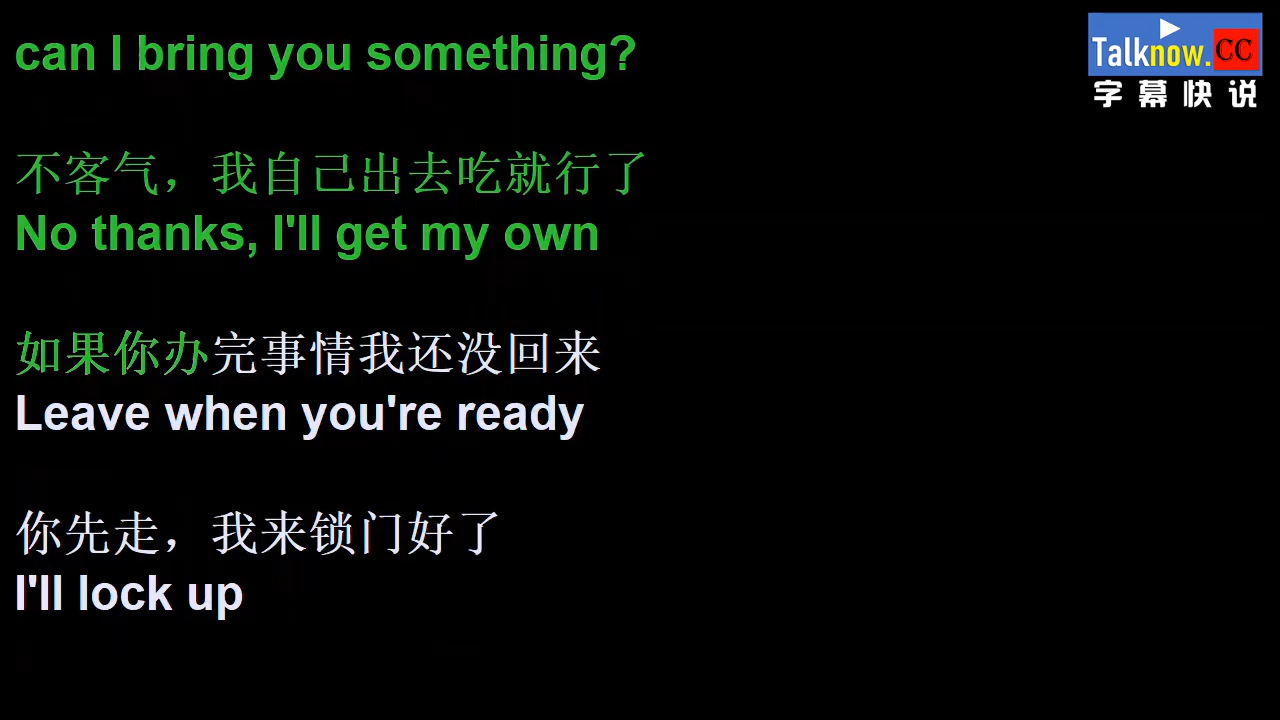 can I bring you something?
Talknow.CC
字幕快说
不客气，我自己出去吃就行了
No thanks, I'll get my own
如果你办完事情我还没回来
Leave when you're ready
你先走，我来锁门好了
I'll lock up